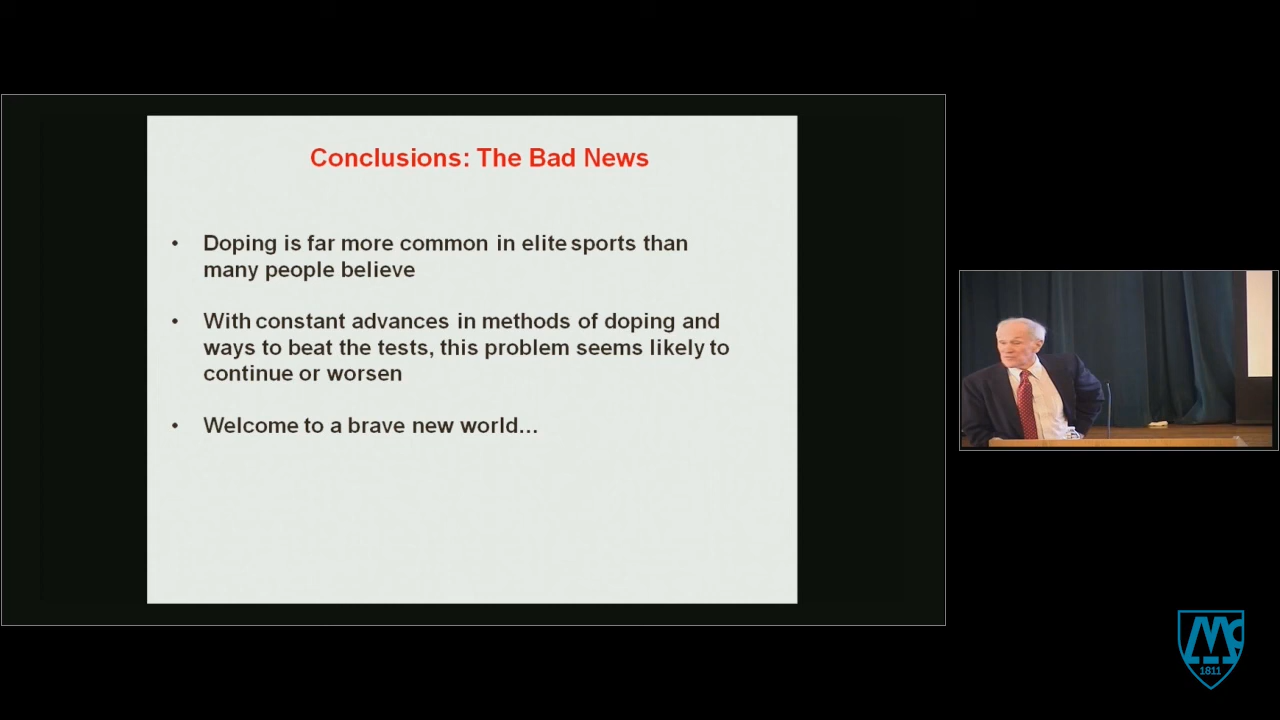 Conclusions: The Bad News
• Doping is far more common in elite sports than
many people believe
• With constant advances in methods of doping and
ways to beat the tests, this problem seems likely to
continue or worsen
• Welcome to a brave new world…
Mc
1811